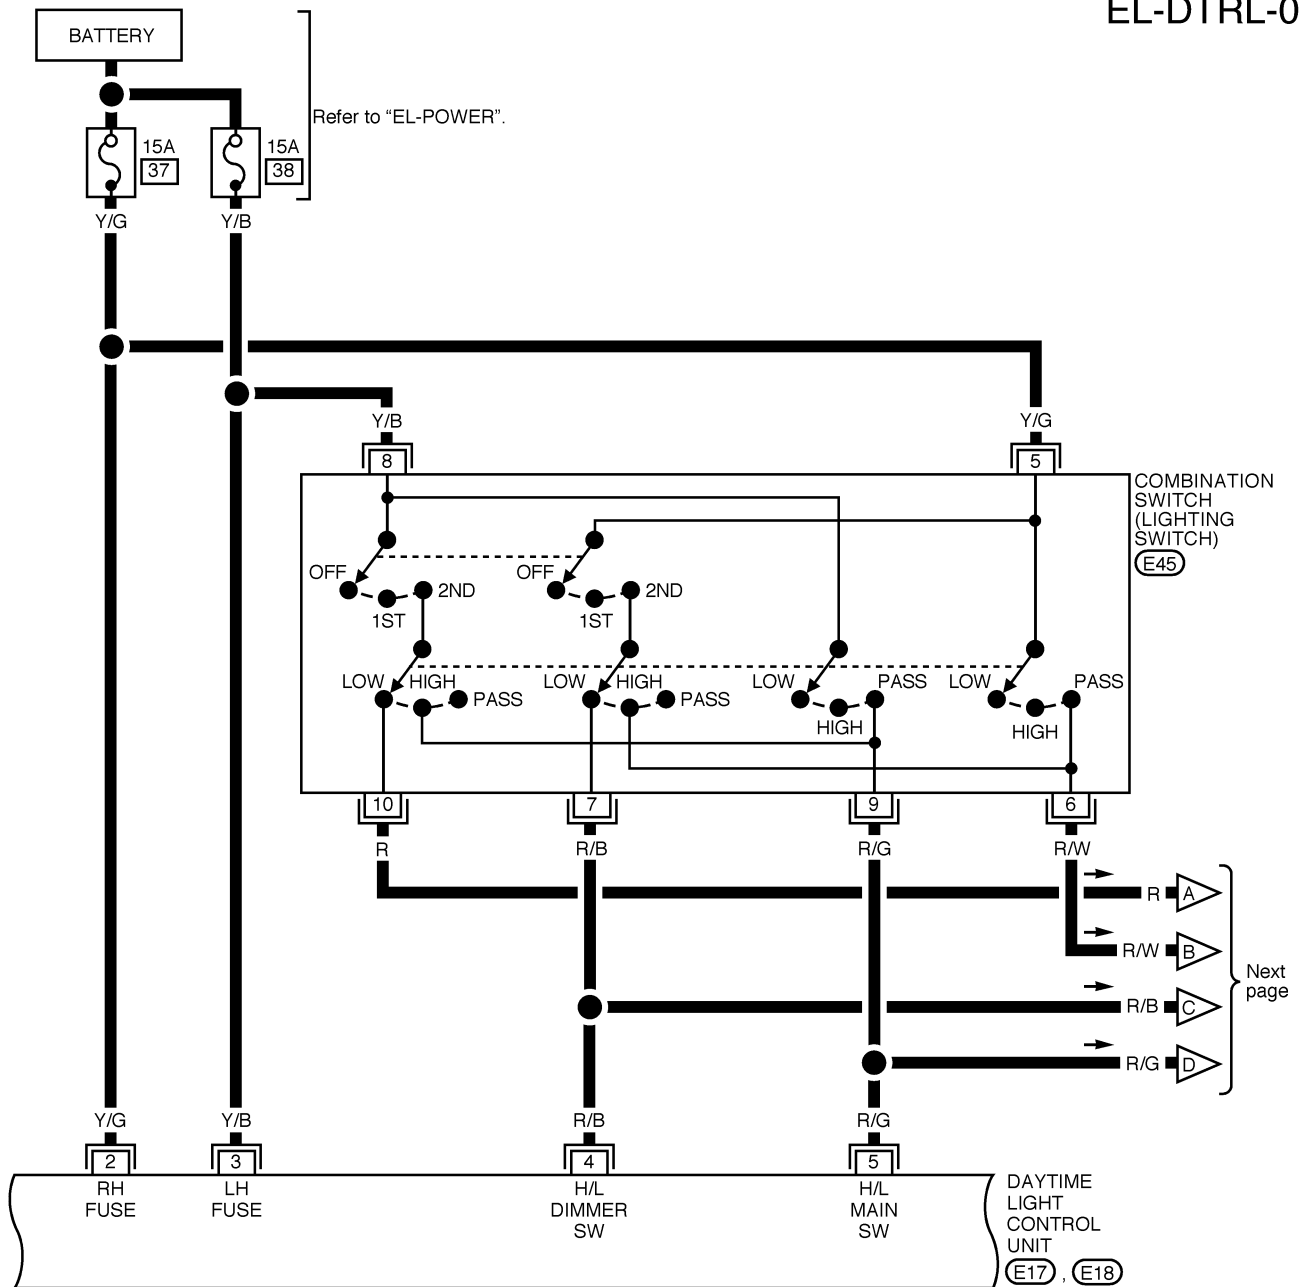 EL-DTRL-0
BATTERY
Refer to “EL-POWER”.
15A
37
15A
38
Y/G
Y/B
Y/B
Y/G
8
5
COMBINATION
SWITCH
(LIGHTING
SWITCH)
E45
OFF
1ST
2ND
OFF
1ST
2ND
LOW
HIGH
PASS
LOW
HIGH
PASS
LOW
HIGH
PASS
LOW
HIGH
PASS
10
7
9
6
R
R/B
R/G
R/W
R
A
R/W
B
R/B
C
R/G
D
Next
page
Y/G
Y/B
R/B
R/G
2
3
4
5
RH
FUSE
LH
FUSE
H/L
DIMMER
SW
H/L
MAIN
SW
DAYTIME
LIGHT
CONTROL
UNIT
E17 , E18